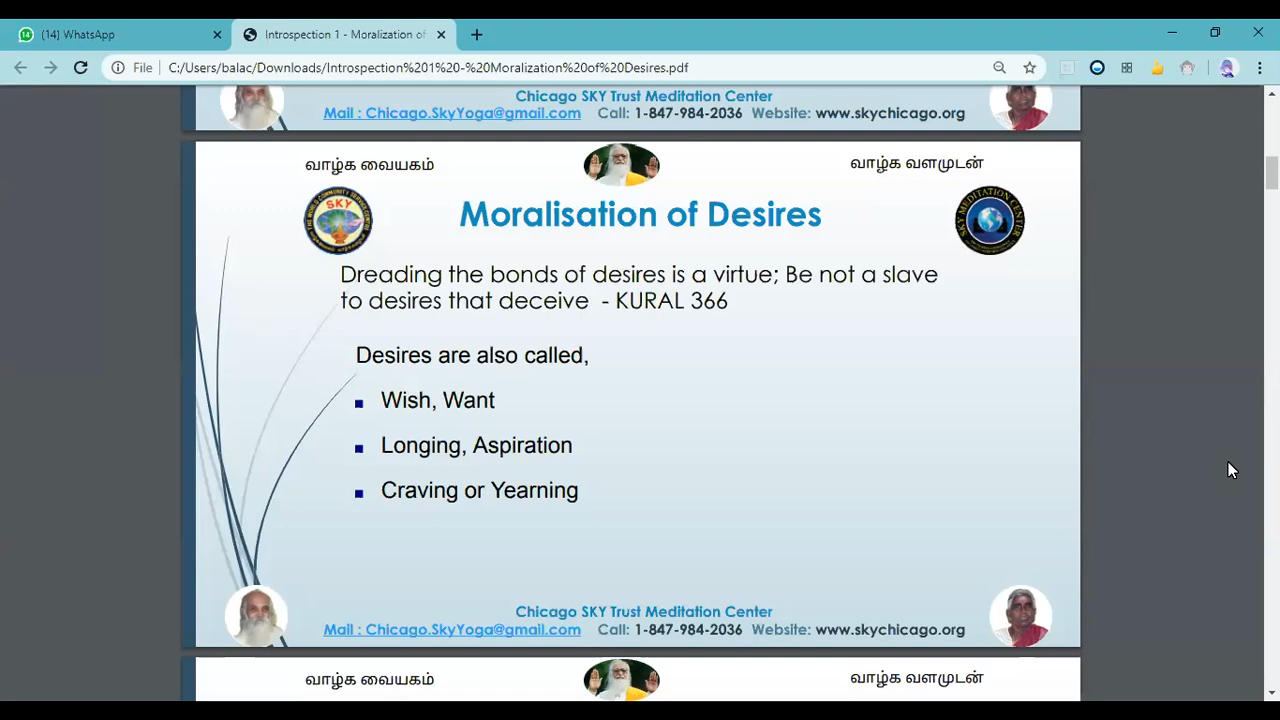 (14) WhatsApp
Introspection 1 - Moralization of
File C:/Users/balac/Downloads/Introspection%201%20-%20Moralization%20of%20Desires.pdf
Chicago SKY Trust Meditation Center
Mail : Chicago.SkyYoga@gmail.com Call: 1-847-984-2036 Website: www.skychicago.org
வாழ்க வையகம் வாழ்க வளமுடன்
SKY
Moralisation of Desires
Dreading the bonds of desires is a virtue; Be not a slave
to desires that deceive - KURAL 366
Desires are also called,
Wish, Want
Longing, Aspiration
Craving or Yearning
Chicago SKY Trust Meditation Center
Mail : Chicago.SkyYoga@gmail.com Call: 1-847-984-2036 Website: www.skychicago.org
வாழ்க வையகம் வாழ்க வளமுடன்